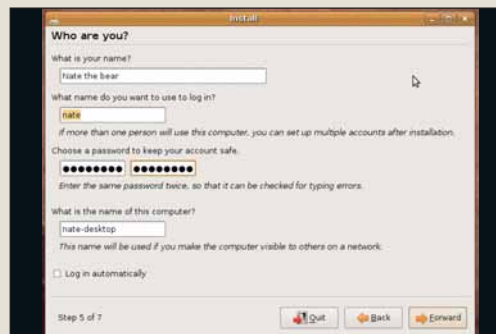 Install
Who are you?
What is your name?
Nate the bear
What name do you want to use to log in?
nate
If more than one person will use this computer, you can set up multiple accounts after installation.
Choose a password to keep your account safe.
Enter the same password twice, so that it can be checked for typing errors.
What is the name of this computer?
nate-desktop
This name will be used if you make the computer visible to others on a network.
Log in automatically
Step 5 of 7
Quit
Back
Forward